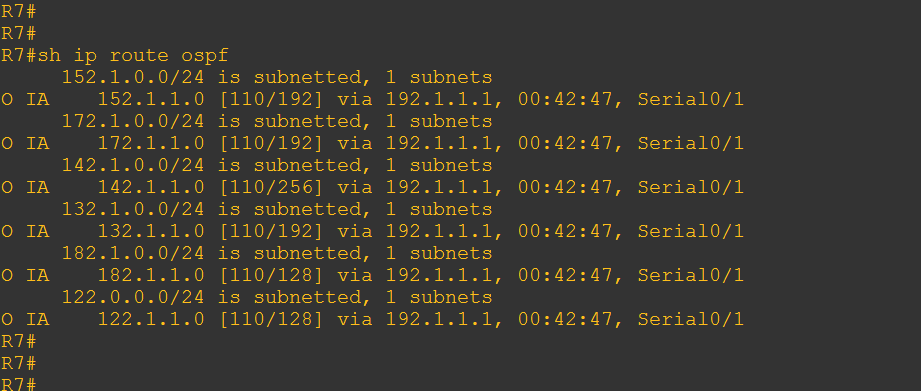 R7#
R7#
R7#sh ip route ospf
     152.1.0.0/24 is subnetted, 1 subnets
O IA    152.1.1.0 [110/192] via 192.1.1.1, 00:42:47, Serial0/1
     172.1.0.0/24 is subnetted, 1 subnets
O IA    172.1.1.0 [110/192] via 192.1.1.1, 00:42:47, Serial0/1
     142.1.0.0/24 is subnetted, 1 subnets
O IA    142.1.1.0 [110/256] via 192.1.1.1, 00:42:47, Serial0/1
     132.1.0.0/24 is subnetted, 1 subnets
O IA    132.1.1.0 [110/192] via 192.1.1.1, 00:42:47, Serial0/1
     182.1.0.0/24 is subnetted, 1 subnets
O IA    182.1.1.0 [110/128] via 192.1.1.1, 00:42:47, Serial0/1
     122.0.0.0/24 is subnetted, 1 subnets
O IA    122.1.1.0 [110/128] via 192.1.1.1, 00:42:47, Serial0/1
R7#
R7#
R7#